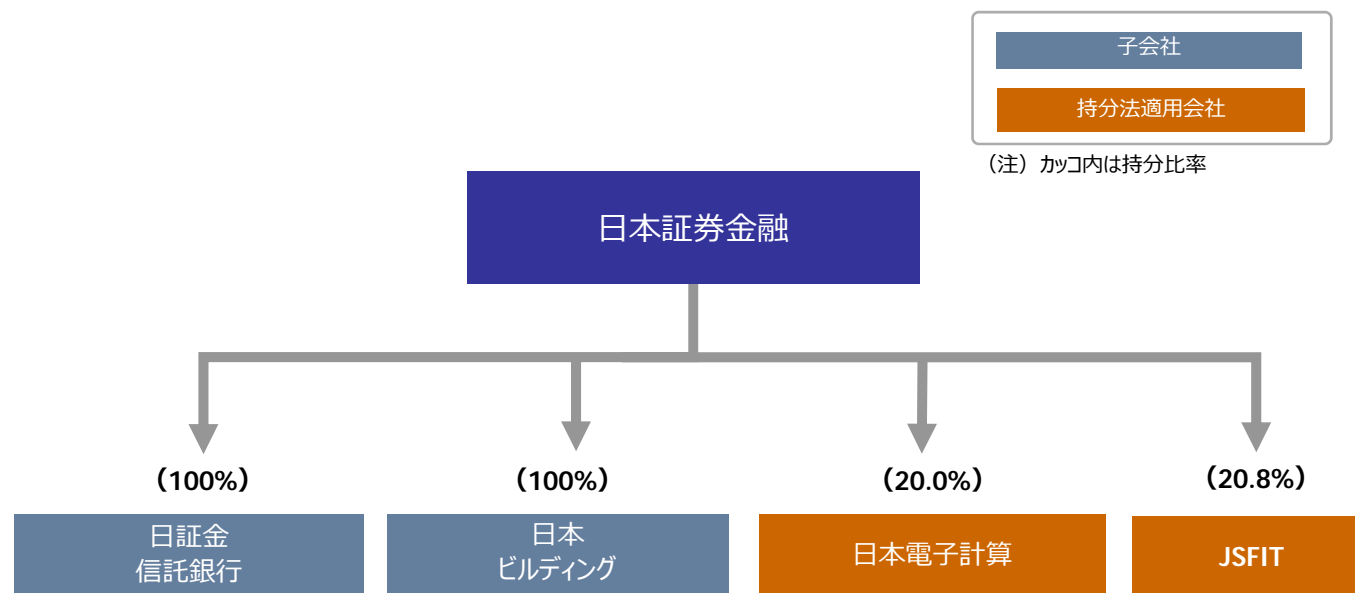 子会社
持分法適用会社
（注）カッコ内は持分比率
日本証券金融
（100%）
（100%）
（20.0%）
（20.8%）
日証金
信託銀行
日本
ビルディング
日本電子計算
JSFIT